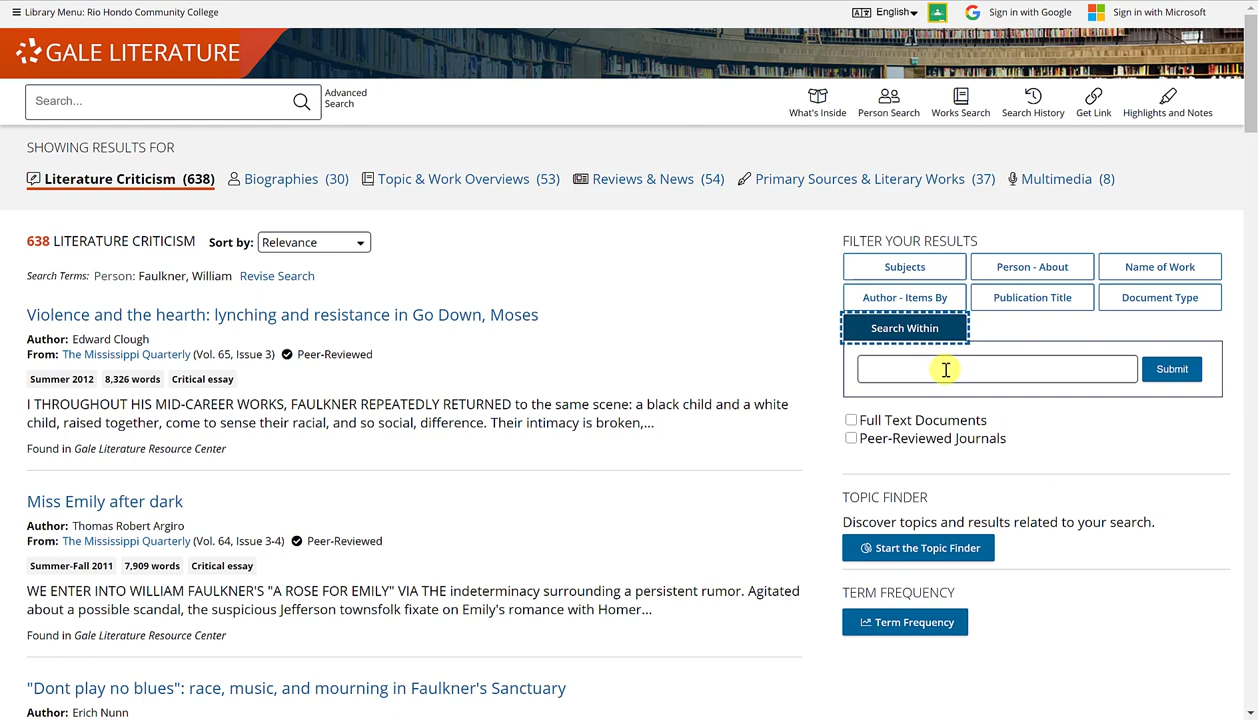 Library Menu: Rio Hondo Community College
English
Sign in with Google
Sign in with Microsoft
GALE LITERATURE
Search...
Advanced
Search
What's Inside
Person Search
Works Search
Search History
Get Link
Highlights and Notes
SHOWING RESULTS FOR
Literature Criticism (638)
Biographies (30)
Topic & Work Overviews (53)
Reviews & News (54)
Primary Sources & Literary Works (37)
Multimedia (8)
638 LITERATURE CRITICISM
Sort by: Relevance
Search Terms: Person: Faulkner, William Revise Search
Violence and the hearth: lynching and resistance in Go Down, Moses
Author: Edward Clough
From: The Mississippi Quarterly (Vol. 65, Issue 3) Peer-Reviewed
Summer 2012 8,326 words Critical essay
I THROUGHOUT HIS MID-CAREER WORKS, FAULKNER REPEATEDLY RETURNED to the same scene: a black child and a white
child, raised together, come to sense their racial, and so social, difference. Their intimacy is broken,...
Found in Gale Literature Resource Center
Miss Emily after dark
Author: Thomas Robert Argiro
From: The Mississippi Quarterly (Vol. 64, Issue 3-4) Peer-Reviewed
Summer-Fall 2011 7,909 words Critical essay
WE ENTER INTO WILLIAM FAULKNER'S "A ROSE FOR EMILY" VIA THE indeterminacy surrounding a persistent rumor. Agitated
about a possible scandal, the suspicious Jefferson townsfolk fixate on Emily's romance with Homer...
Found in Gale Literature Resource Center
"Dont play no blues": race, music, and mourning in Faulkner's Sanctuary
Author: Erich Nunn
FILTER YOUR RESULTS
Subjects
Person - About
Name of Work
Author - Items By
Publication Title
Document Type
Search Within
Submit
Full Text Documents
Peer-Reviewed Journals
TOPIC FINDER
Discover topics and results related to your search.
Start the Topic Finder
TERM FREQUENCY
Term Frequency